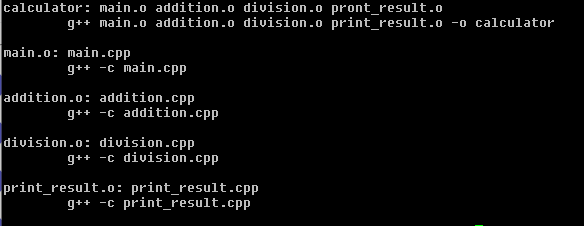 calculator: main.o addition.o division.o pront_result.o
g++ main.o addition.o division.o print_result.o -o calculator
main.o: main.cpp
g++ -c main.cpp
addition.o: addition.cpp
g++ -c addition.cpp
division.o: division.cpp
g++ -c division.cpp
print_result.o: print_result.cpp
g++ -c print_result.cpp